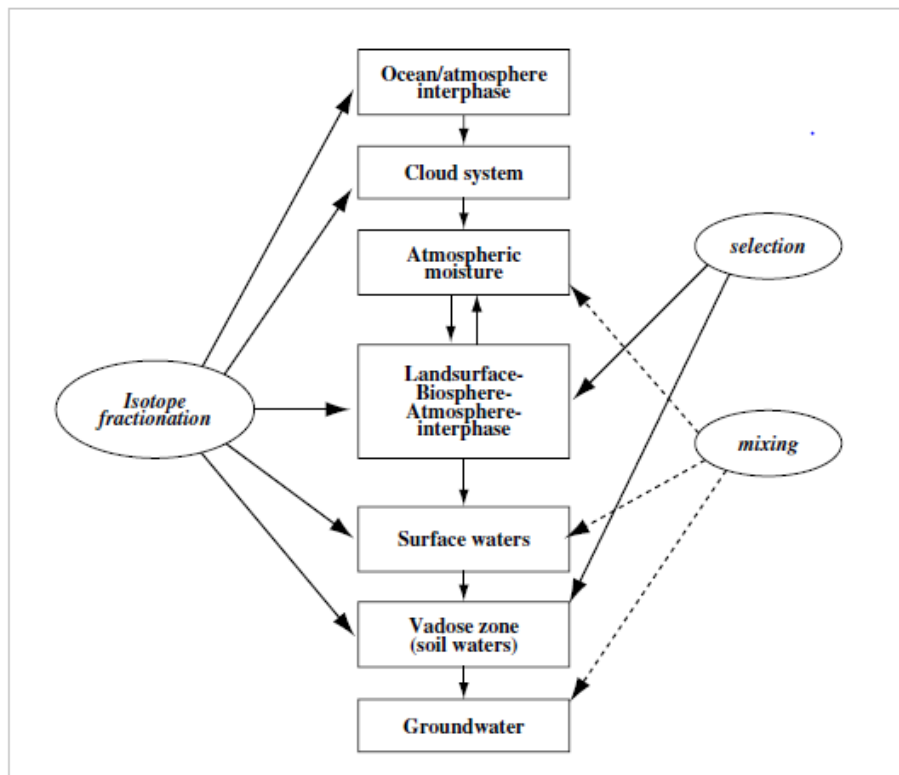 Ocean/atmosphere
interphase
Cloud system
Atmospheric
moisture
selection
Landsurface-
Biosphere-
Atmosphere-
interphase
Isotope
fractionation
mixing
Surface waters
Vadose zone
(soil waters)
Groundwater